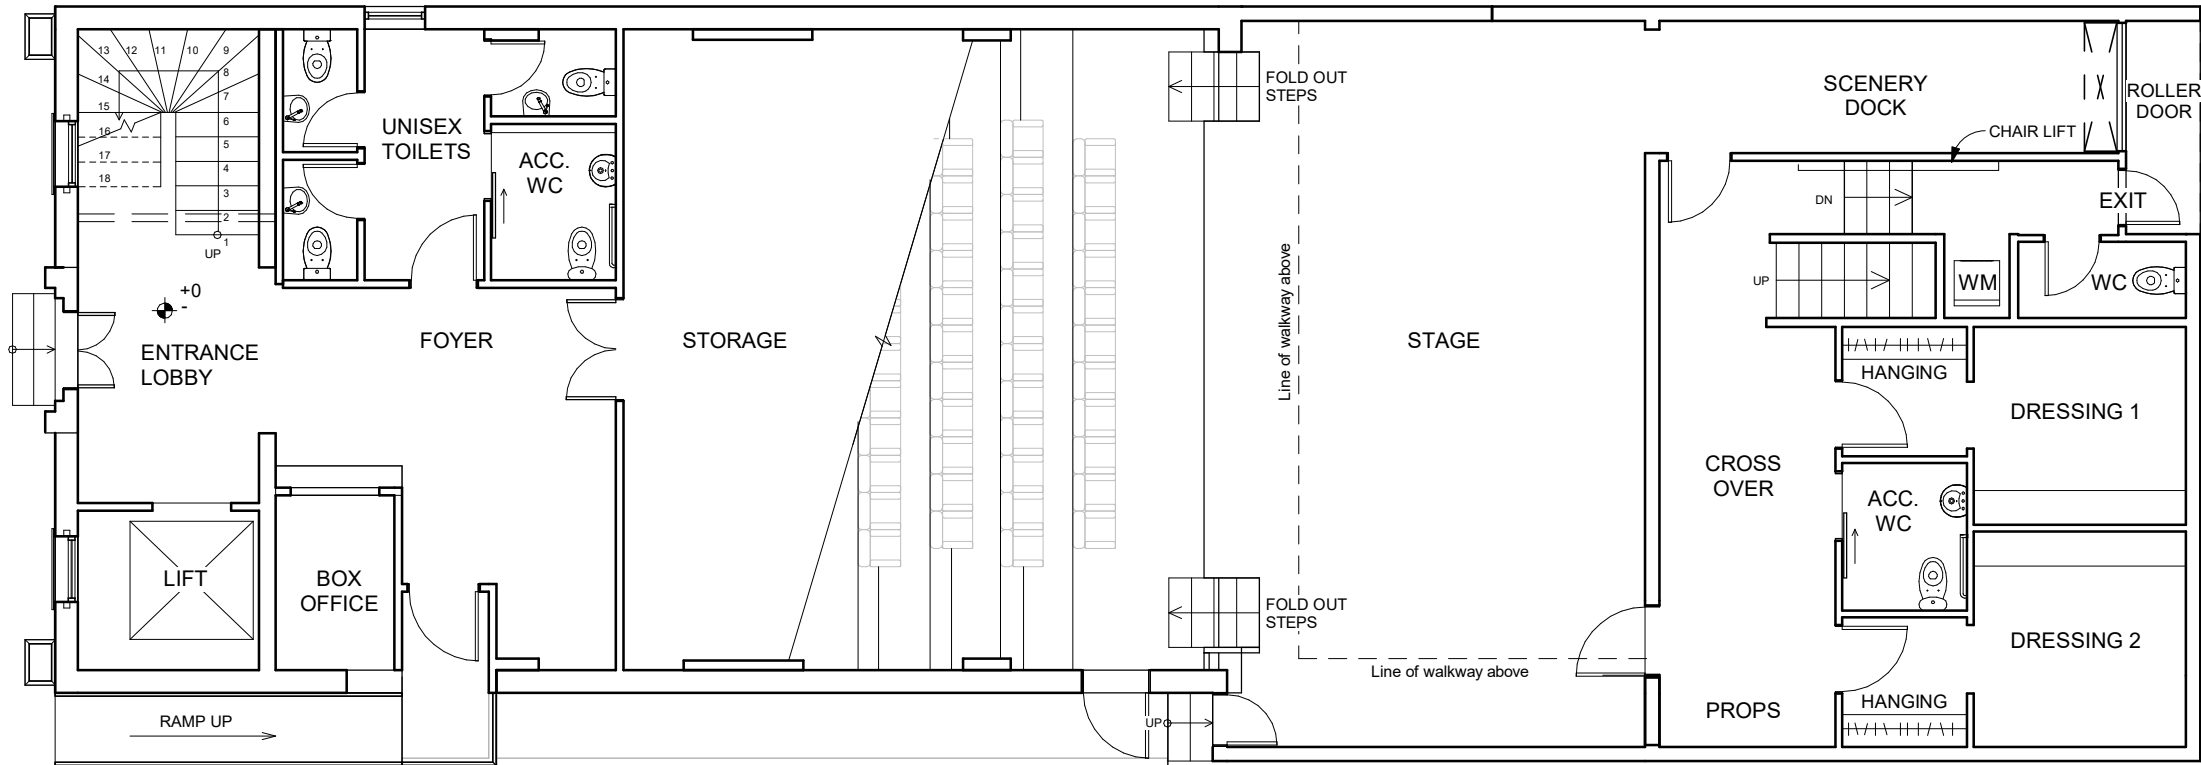 13
12
11
10
9
14
8
7
15
6
16
5
17
4
18
3
2
1
UP
UNISEX
TOILETS
ACC.
WC
+0
-
ENTRANCE
LOBBY
FOYER
STORAGE
LIFT
BOX
OFFICE
RAMP UP
FOLD OUT
STEPS
Line of walkway above
STAGE
FOLD OUT
STEPS
Line of walkway above
UP
SCENERY
DOCK
ROLLER
DOOR
CHAIR LIFT
DN
EXIT
UP
WM
WC
HANGING
DRESSING 1
CROSS
OVER
ACC.
WC
DRESSING 2
HANGING
PROPS